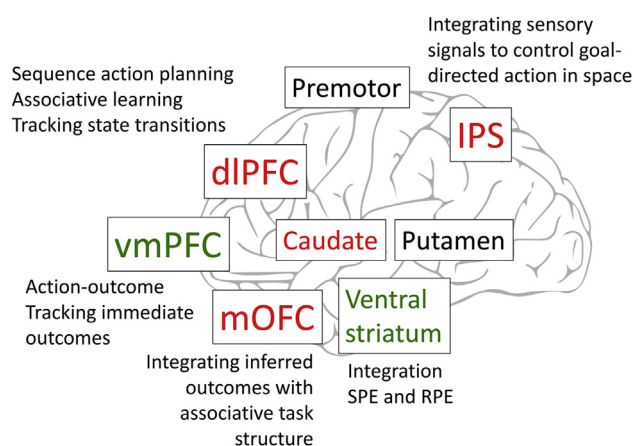 Integrating sensory
signals to control goal-
directed action in space
Sequence action planning
Associative learning
Tracking state transitions
Premotor
IPS
dlPFC
vmPFC
Caudate
Putamen
Action-outcome
Tracking immediate
outcomes
mOFC
Ventral
striatum
Integrating inferred
outcomes with
associative task
structure
Integration
SPE and RPE